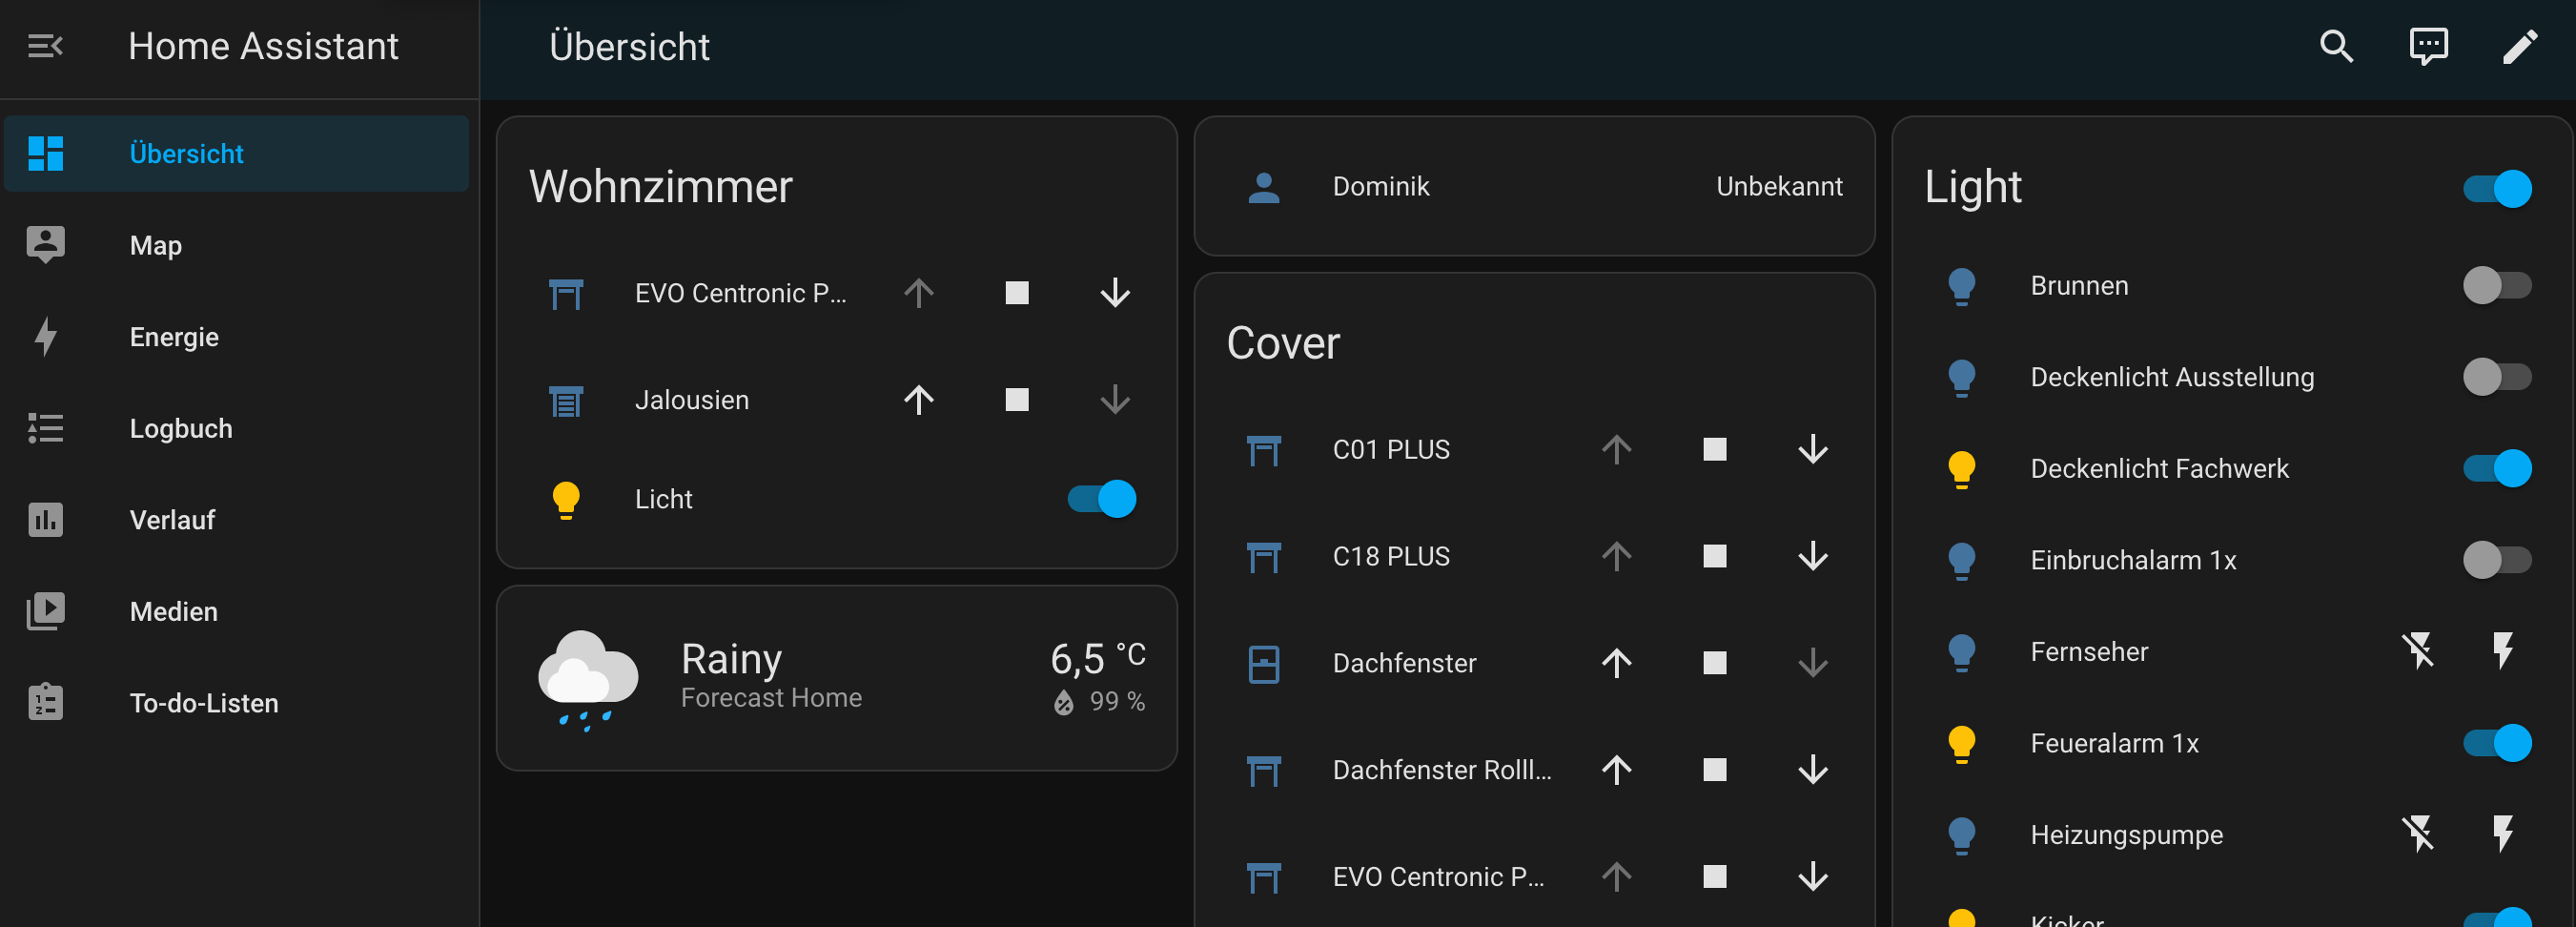 Home Assistant
Übersicht
Map
Energie
Logbuch
Verlauf
Medien
To-do-Listen
Übersicht
Wohnzimmer
EVO Centronic P...
Jalousien
Licht
Rainy
6,5 °C
Forecast Home
99 %
Dominik Unbekannt
Cover
C01 PLUS
C18 PLUS
Dachfenster
Dachfenster Rolll...
EVO Centronic P...
Light
Brunnen
Deckenlicht Ausstellung
Deckenlicht Fachwerk
Einbruchalarm 1x
Fernseher
Feueralarm 1x
Heizungspumpe
Kicker